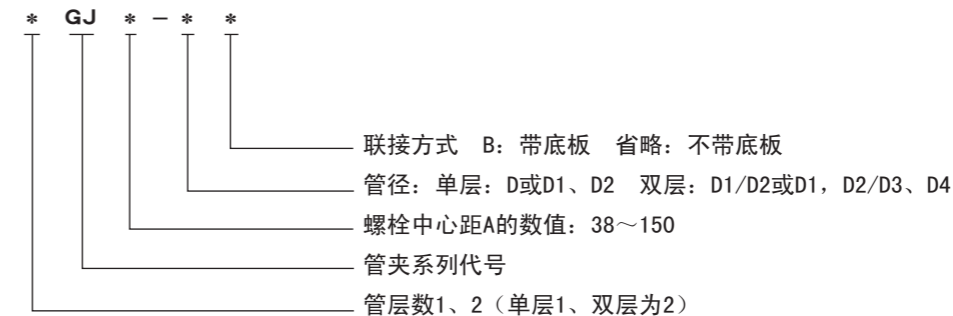 * GJ * - * *
联接方式 B：带底板 省略：不带底板
管径：单层：D或D1、D2 双层：D1/D2或D1，D2/D3、D4
螺栓中心距A的数值：38～150
管夹系列代号
管层数1、2（单层1、双层为2）